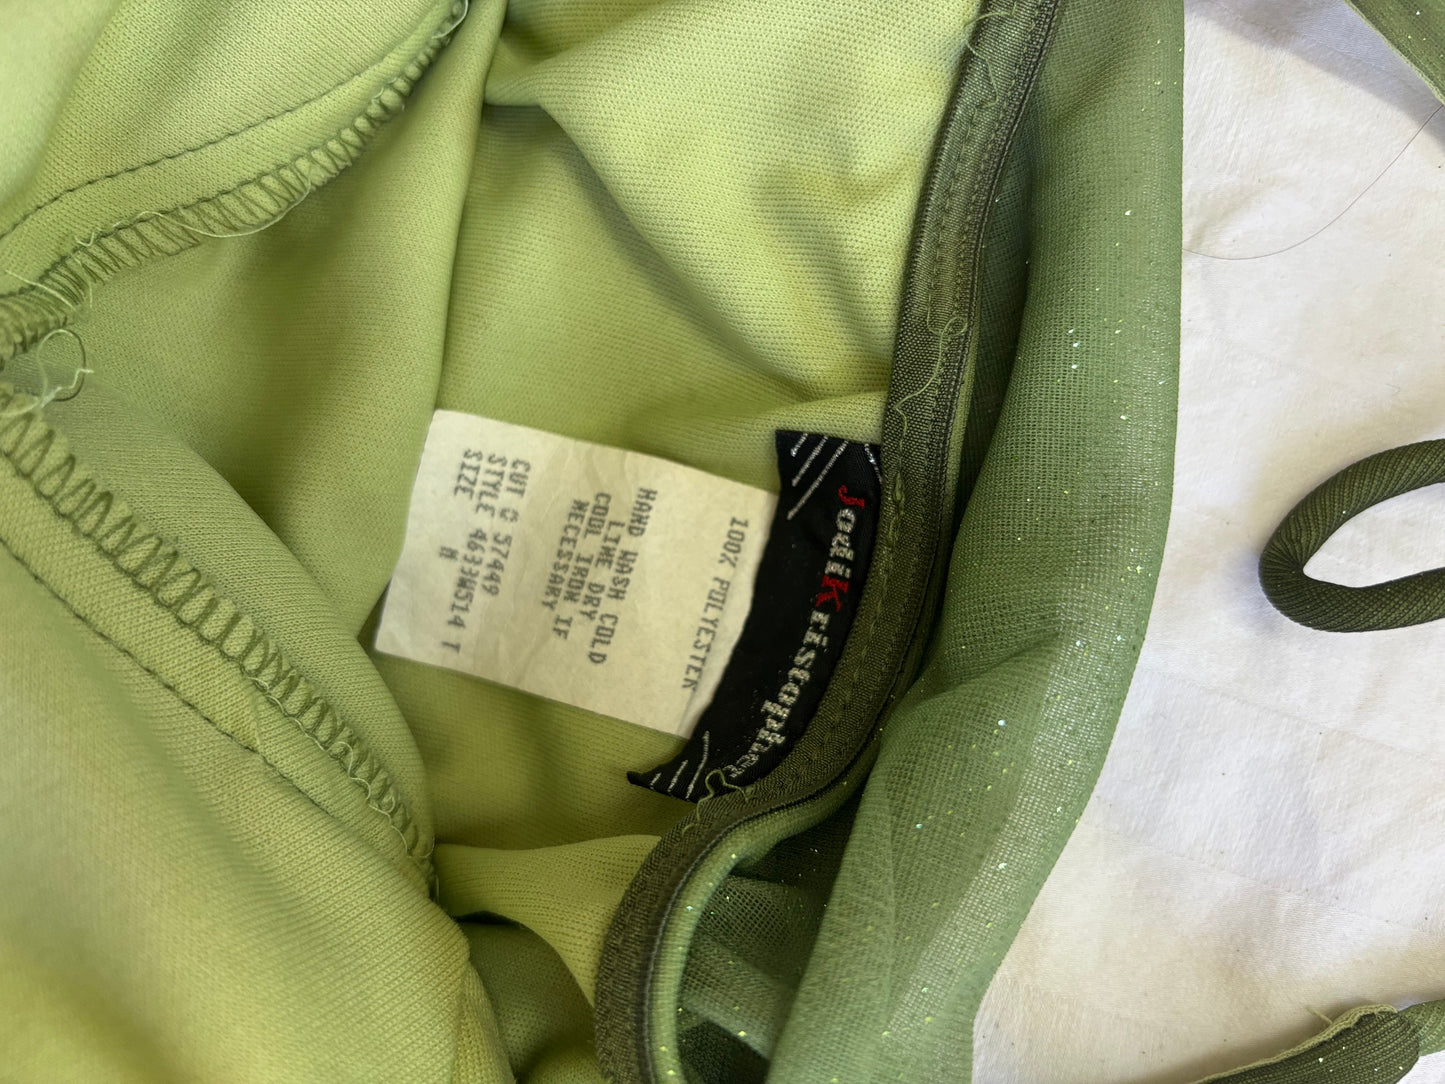 Jodi Kristopher
100% POLYESTER
HAND WASH COLD
LINE DRY
COOL IRON IF
NECESSARY
CUT G 57449
STYLE 4633W514 T
SIZE M